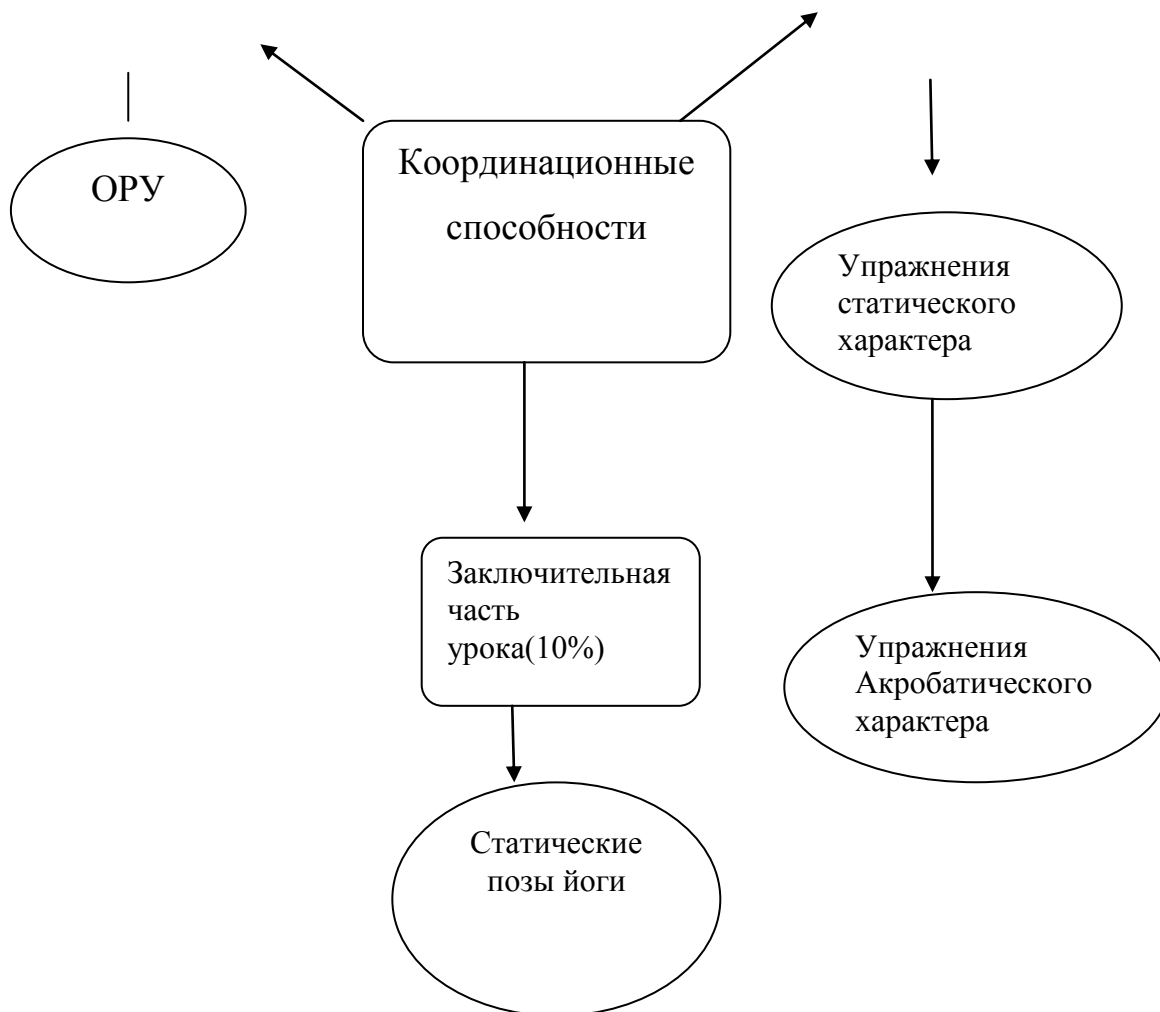 ОРУ
Координационные
способности
Упражнения
статического
характера
Заключительная
часть
урока(10%)
Упражнения
Акробатического
характера
Статические
позы йоги